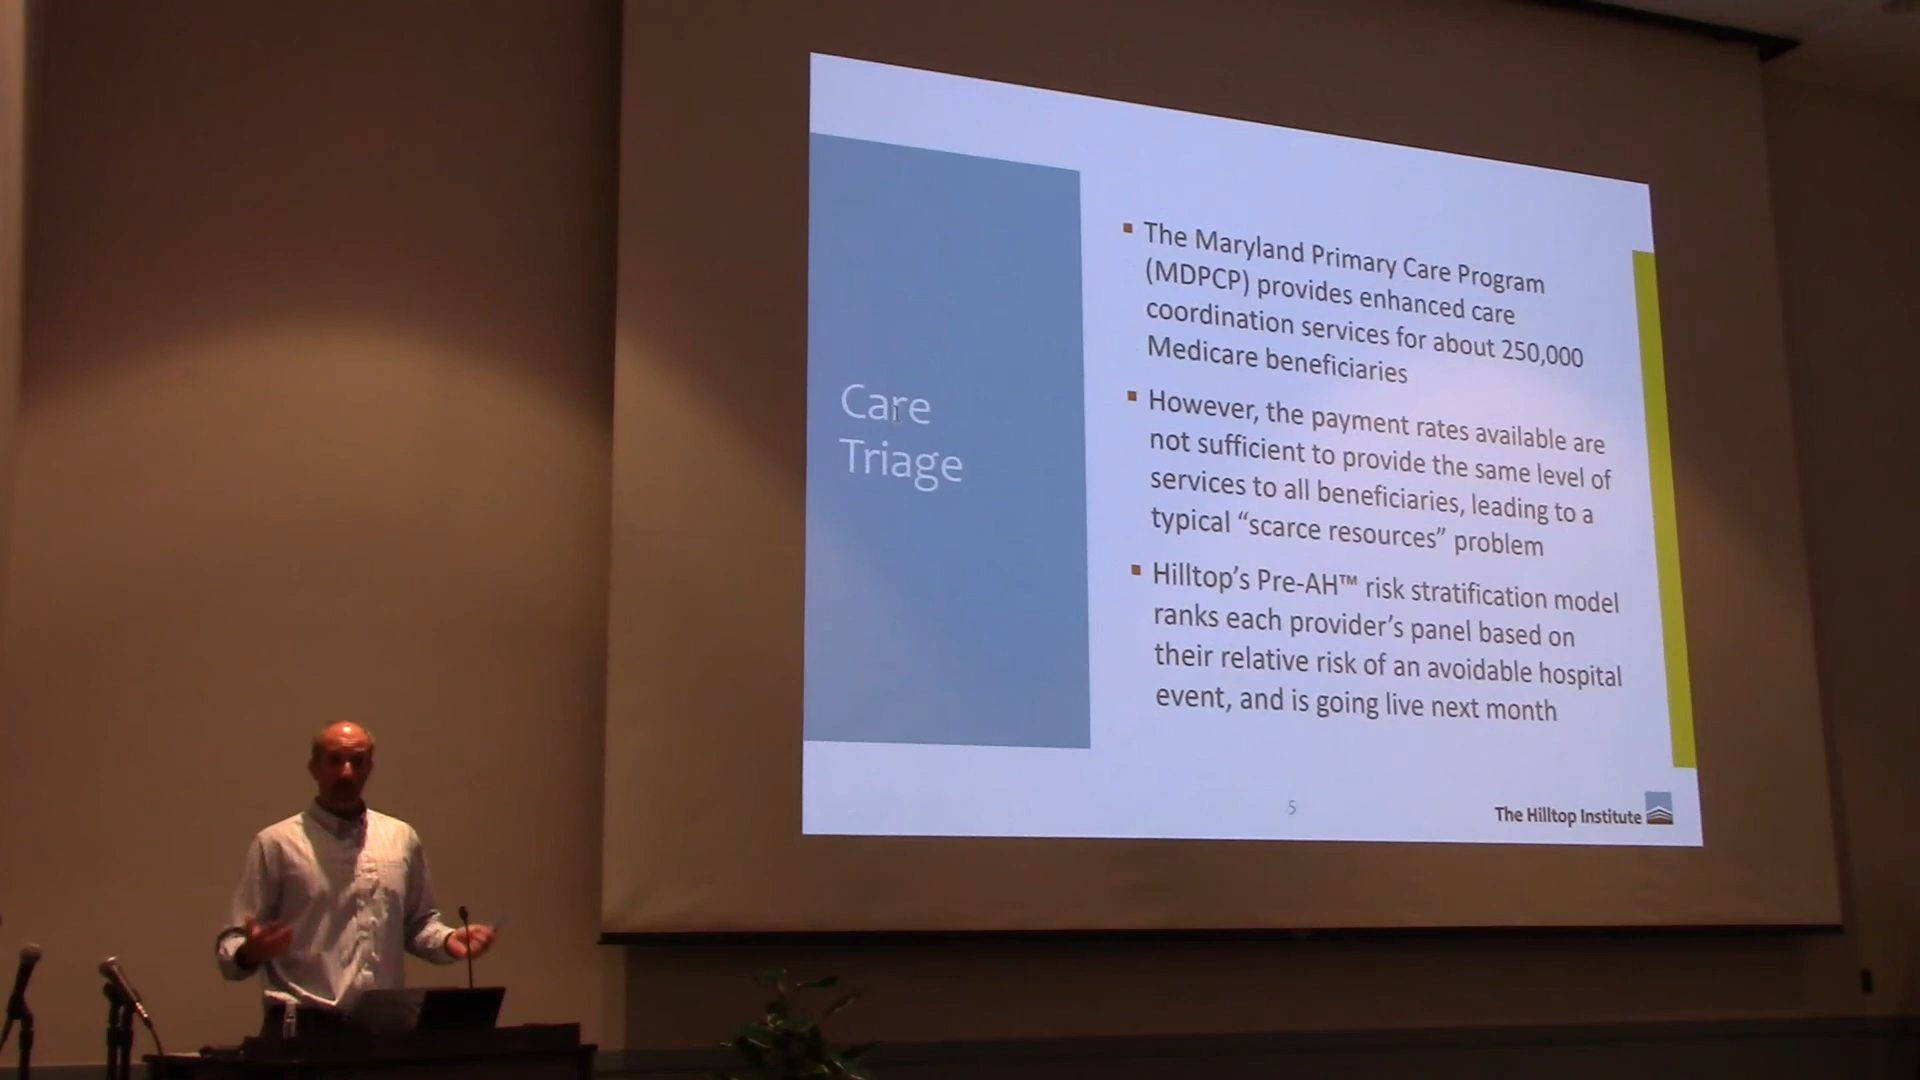 Care
Triage
▪ The Maryland Primary Care Program
(MDPCP) provides enhanced care
coordination services for about 250,000
Medicare beneficiaries
▪ However, the payment rates available are
not sufficient to provide the same level of
services to all beneficiaries, leading to a
typical “scarce resources” problem
▪ Hilltop’s Pre-AH™ risk stratification model
ranks each provider’s panel based on
their relative risk of an avoidable hospital
event, and is going live next month
5
The Hilltop Institute